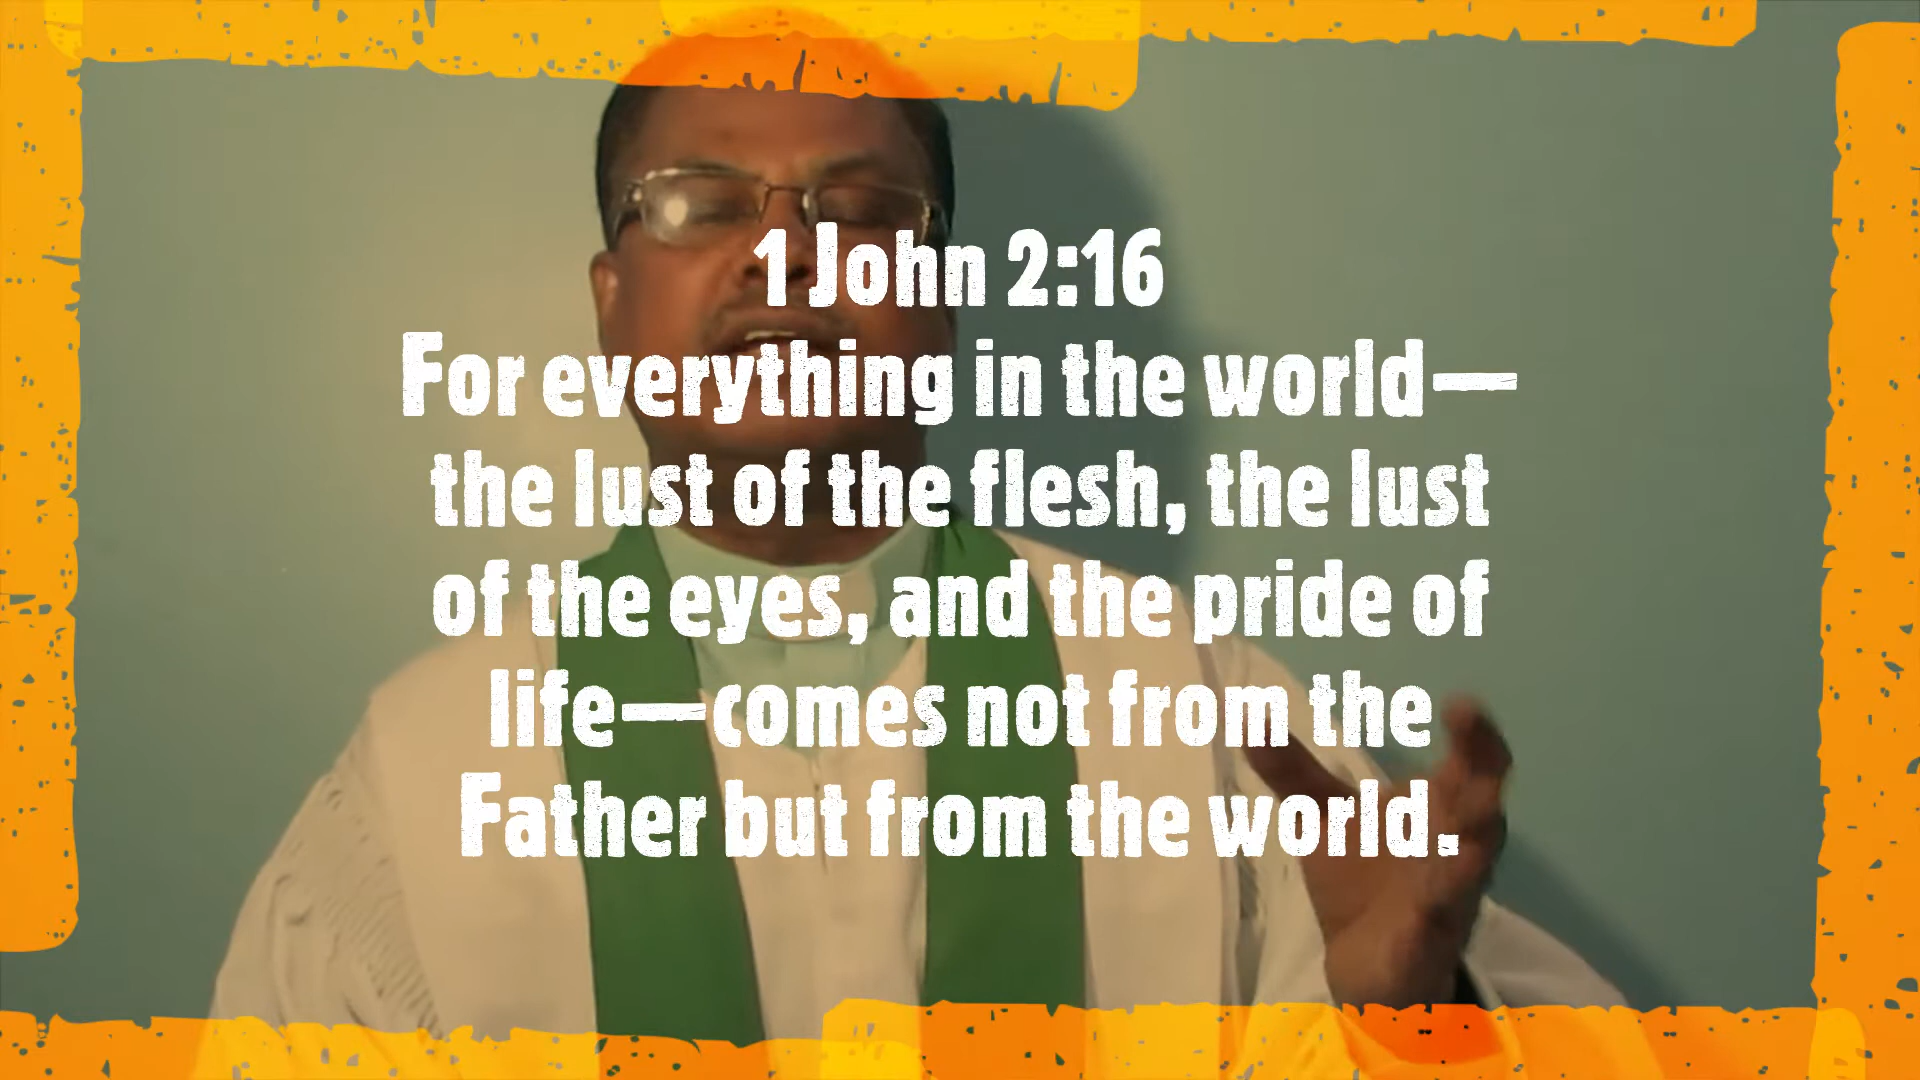 1 John 2:16
For everything in the world—
the lust of the flesh, the lust
of the eyes, and the pride of
life—comes not from the
Father but from the world.